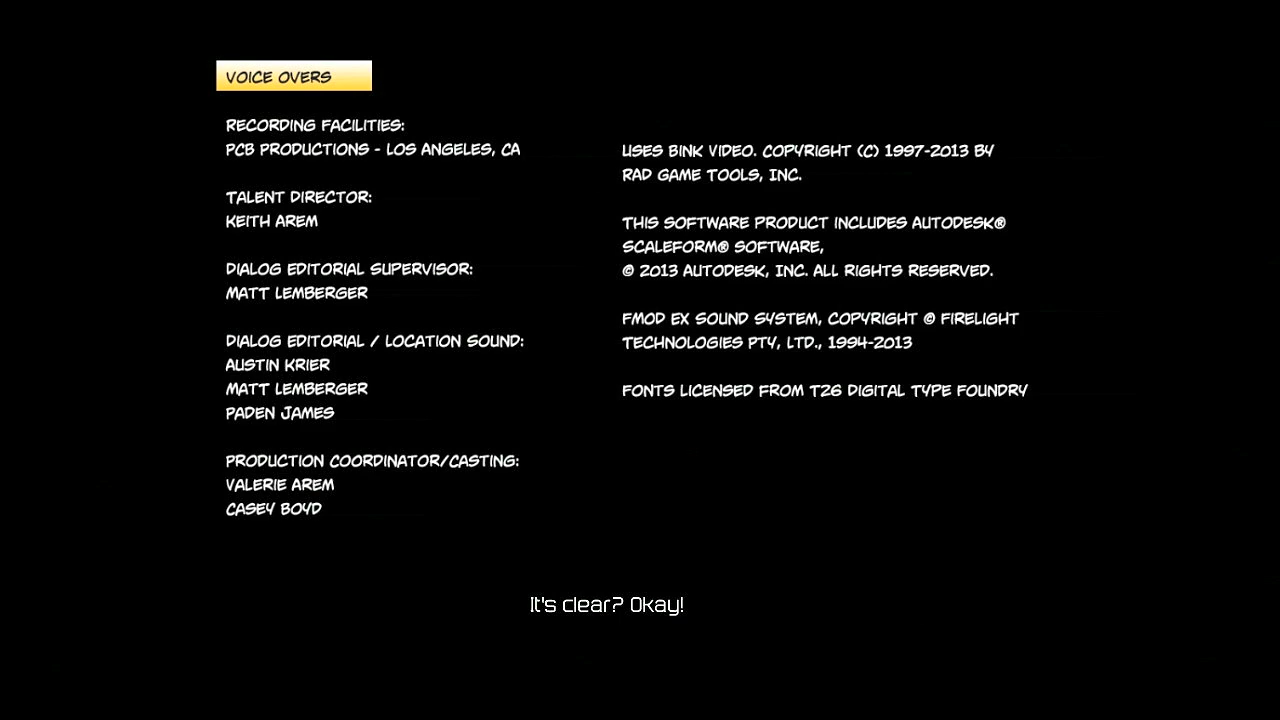 VOICE OVERS
RECORDING FACILITIES:
PCB PRODUCTIONS - LOS ANGELES, CA
TALENT DIRECTOR:
KEITH AREM
DIALOG EDITORIAL SUPERVISOR:
MATT LEMBERGER
DIALOG EDITORIAL / LOCATION SOUND:
AUSTIN KRIER
MATT LEMBERGER
PADEN JAMES
PRODUCTION COORDINATOR/CASTING:
VALERIE AREM
CASEY BOYD
USES BINK VIDEO. COPYRIGHT (C) 1997-2013 BY
RAD GAME TOOLS, INC.
THIS SOFTWARE PRODUCT INCLUDES AUTODESK®
SCALEFORM® SOFTWARE,
© 2013 AUTODESK, INC. ALL RIGHTS RESERVED.
FMOD EX SOUND SYSTEM, COPYRIGHT © FIRELIGHT
TECHNOLOGIES PTY, LTD., 1994-2013
FONTS LICENSED FROM T26 DIGITAL TYPE FOUNDRY
It's clear? Okay!